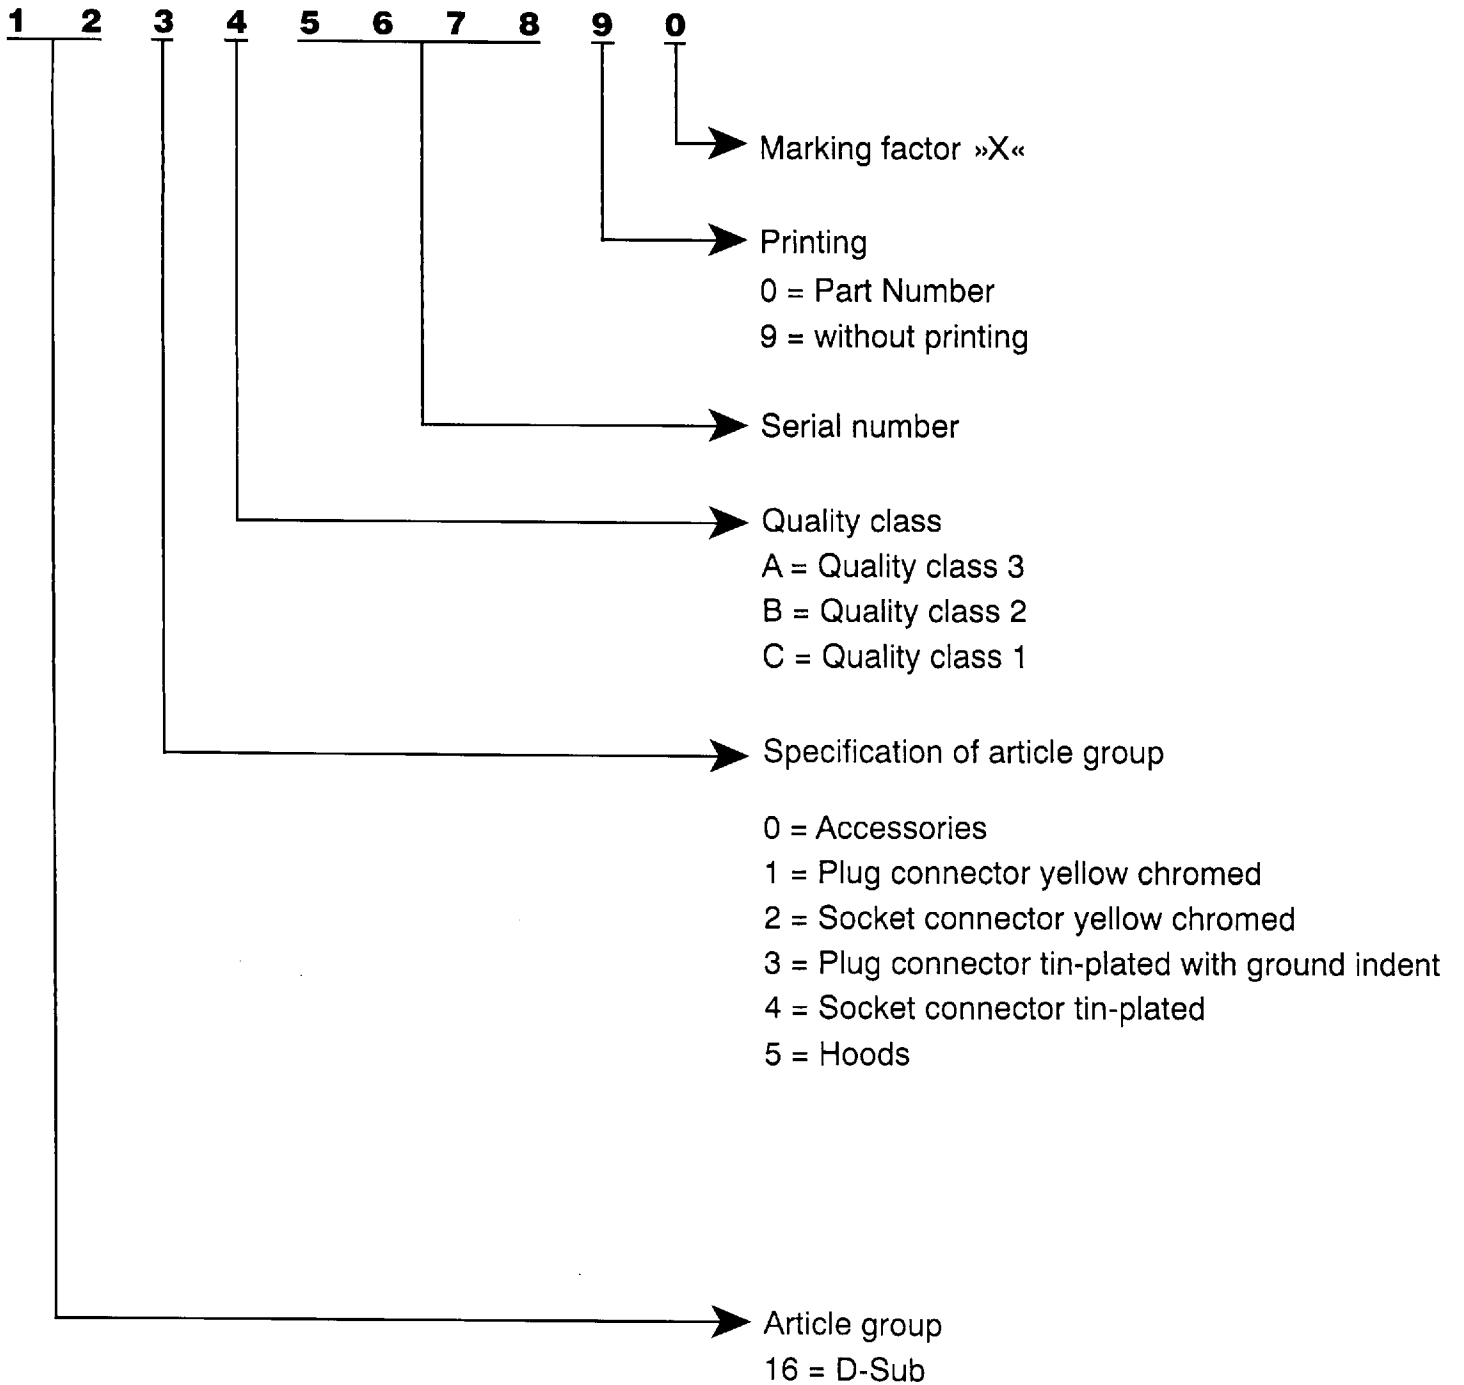 1 2 3 4 5 6 7 8 9 0
Marking factor »X«
Printing
0 = Part Number
9 = without printing
Serial number
Quality class
A = Quality class 3
B = Quality class 2
C = Quality class 1
Specification of article group
0 = Accessories
1 = Plug connector yellow chromed
2 = Socket connector yellow chromed
3 = Plug connector tin-plated with ground indent
4 = Socket connector tin-plated
5 = Hoods
Article group
16 = D-Sub